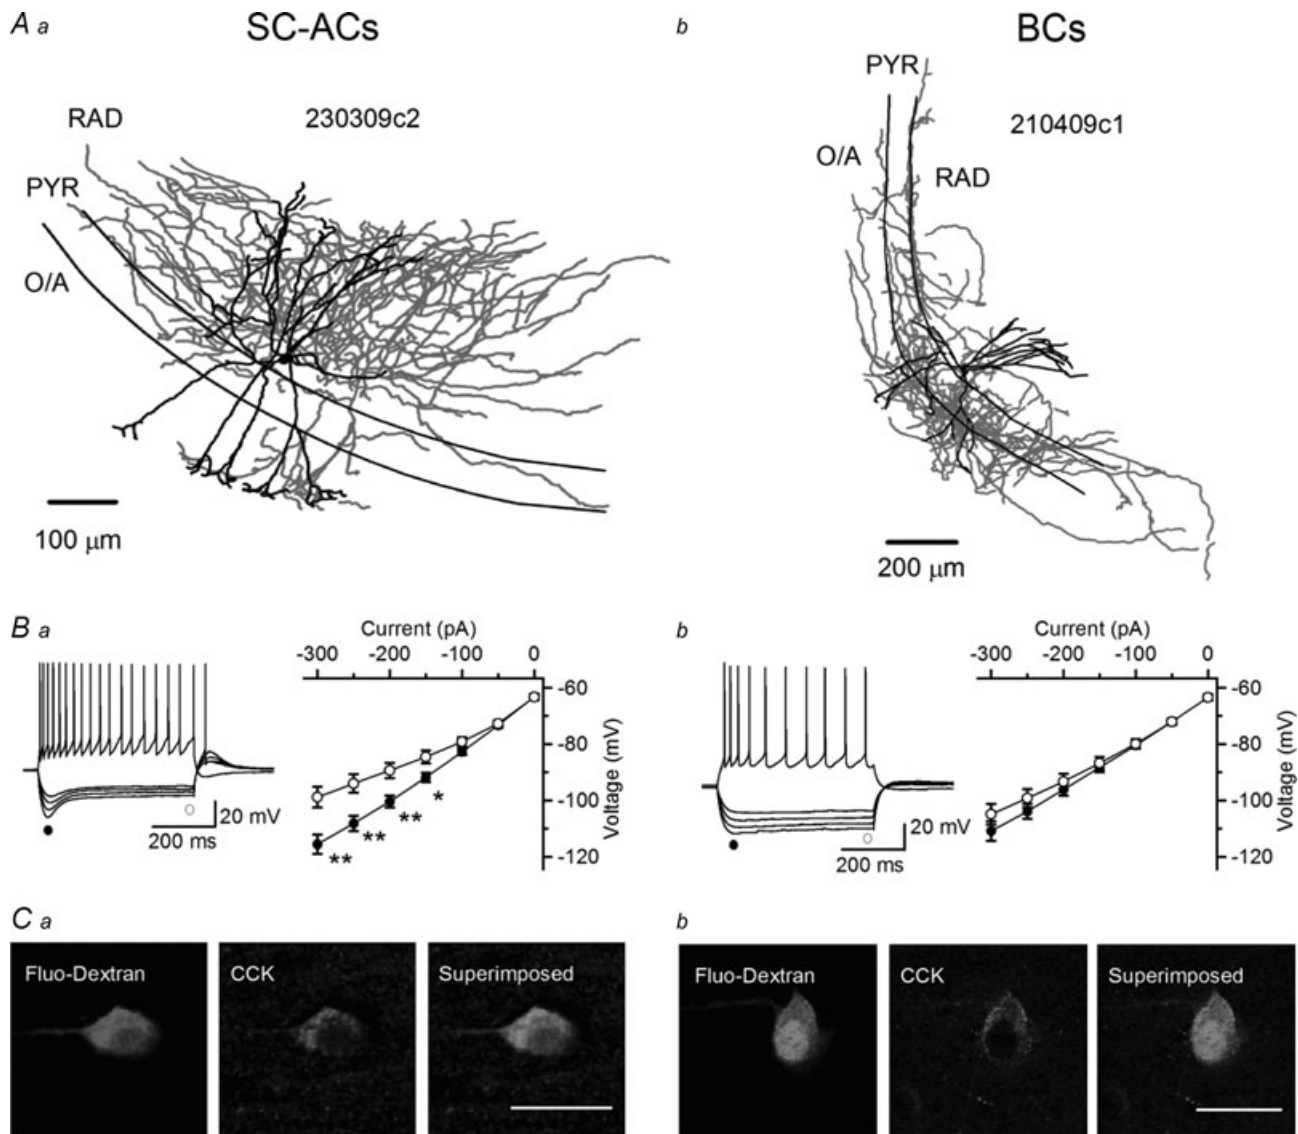 A a
SC-ACs
b
BCs
RAD
230309c2
PYR
O/A
100 μm
PYR
210409c1
O/A
RAD
200 μm
B a
Current (pA)
-300 -200 -100 0
-60
-80
-100
-120
Voltage (mV)
20 mV
200 ms
*
**
**
**
b
Current (pA)
-300 -200 -100 0
-60
-80
-100
-120
Voltage (mV)
20 mV
200 ms
C a
Fluo-Dextran
CCK
Superimposed
b
Fluo-Dextran
CCK
Superimposed